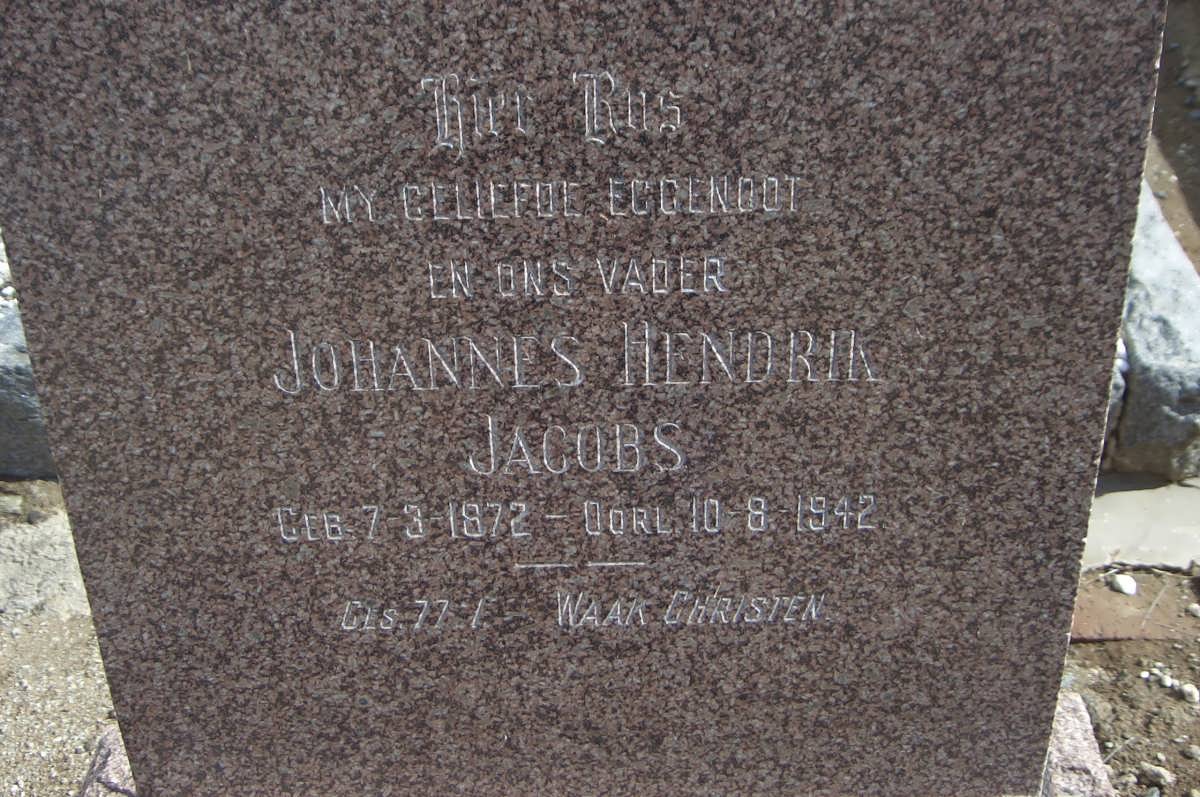 Hier Rus
MY GELIEFDE EGGENOOT
EN ONS VADER
JOHANNES HENDRIK
JACOBS
GEB. 7-3-1872 – OORL. 10-8-1942.
GES. 77:1 – WAAK CHRISTEN.